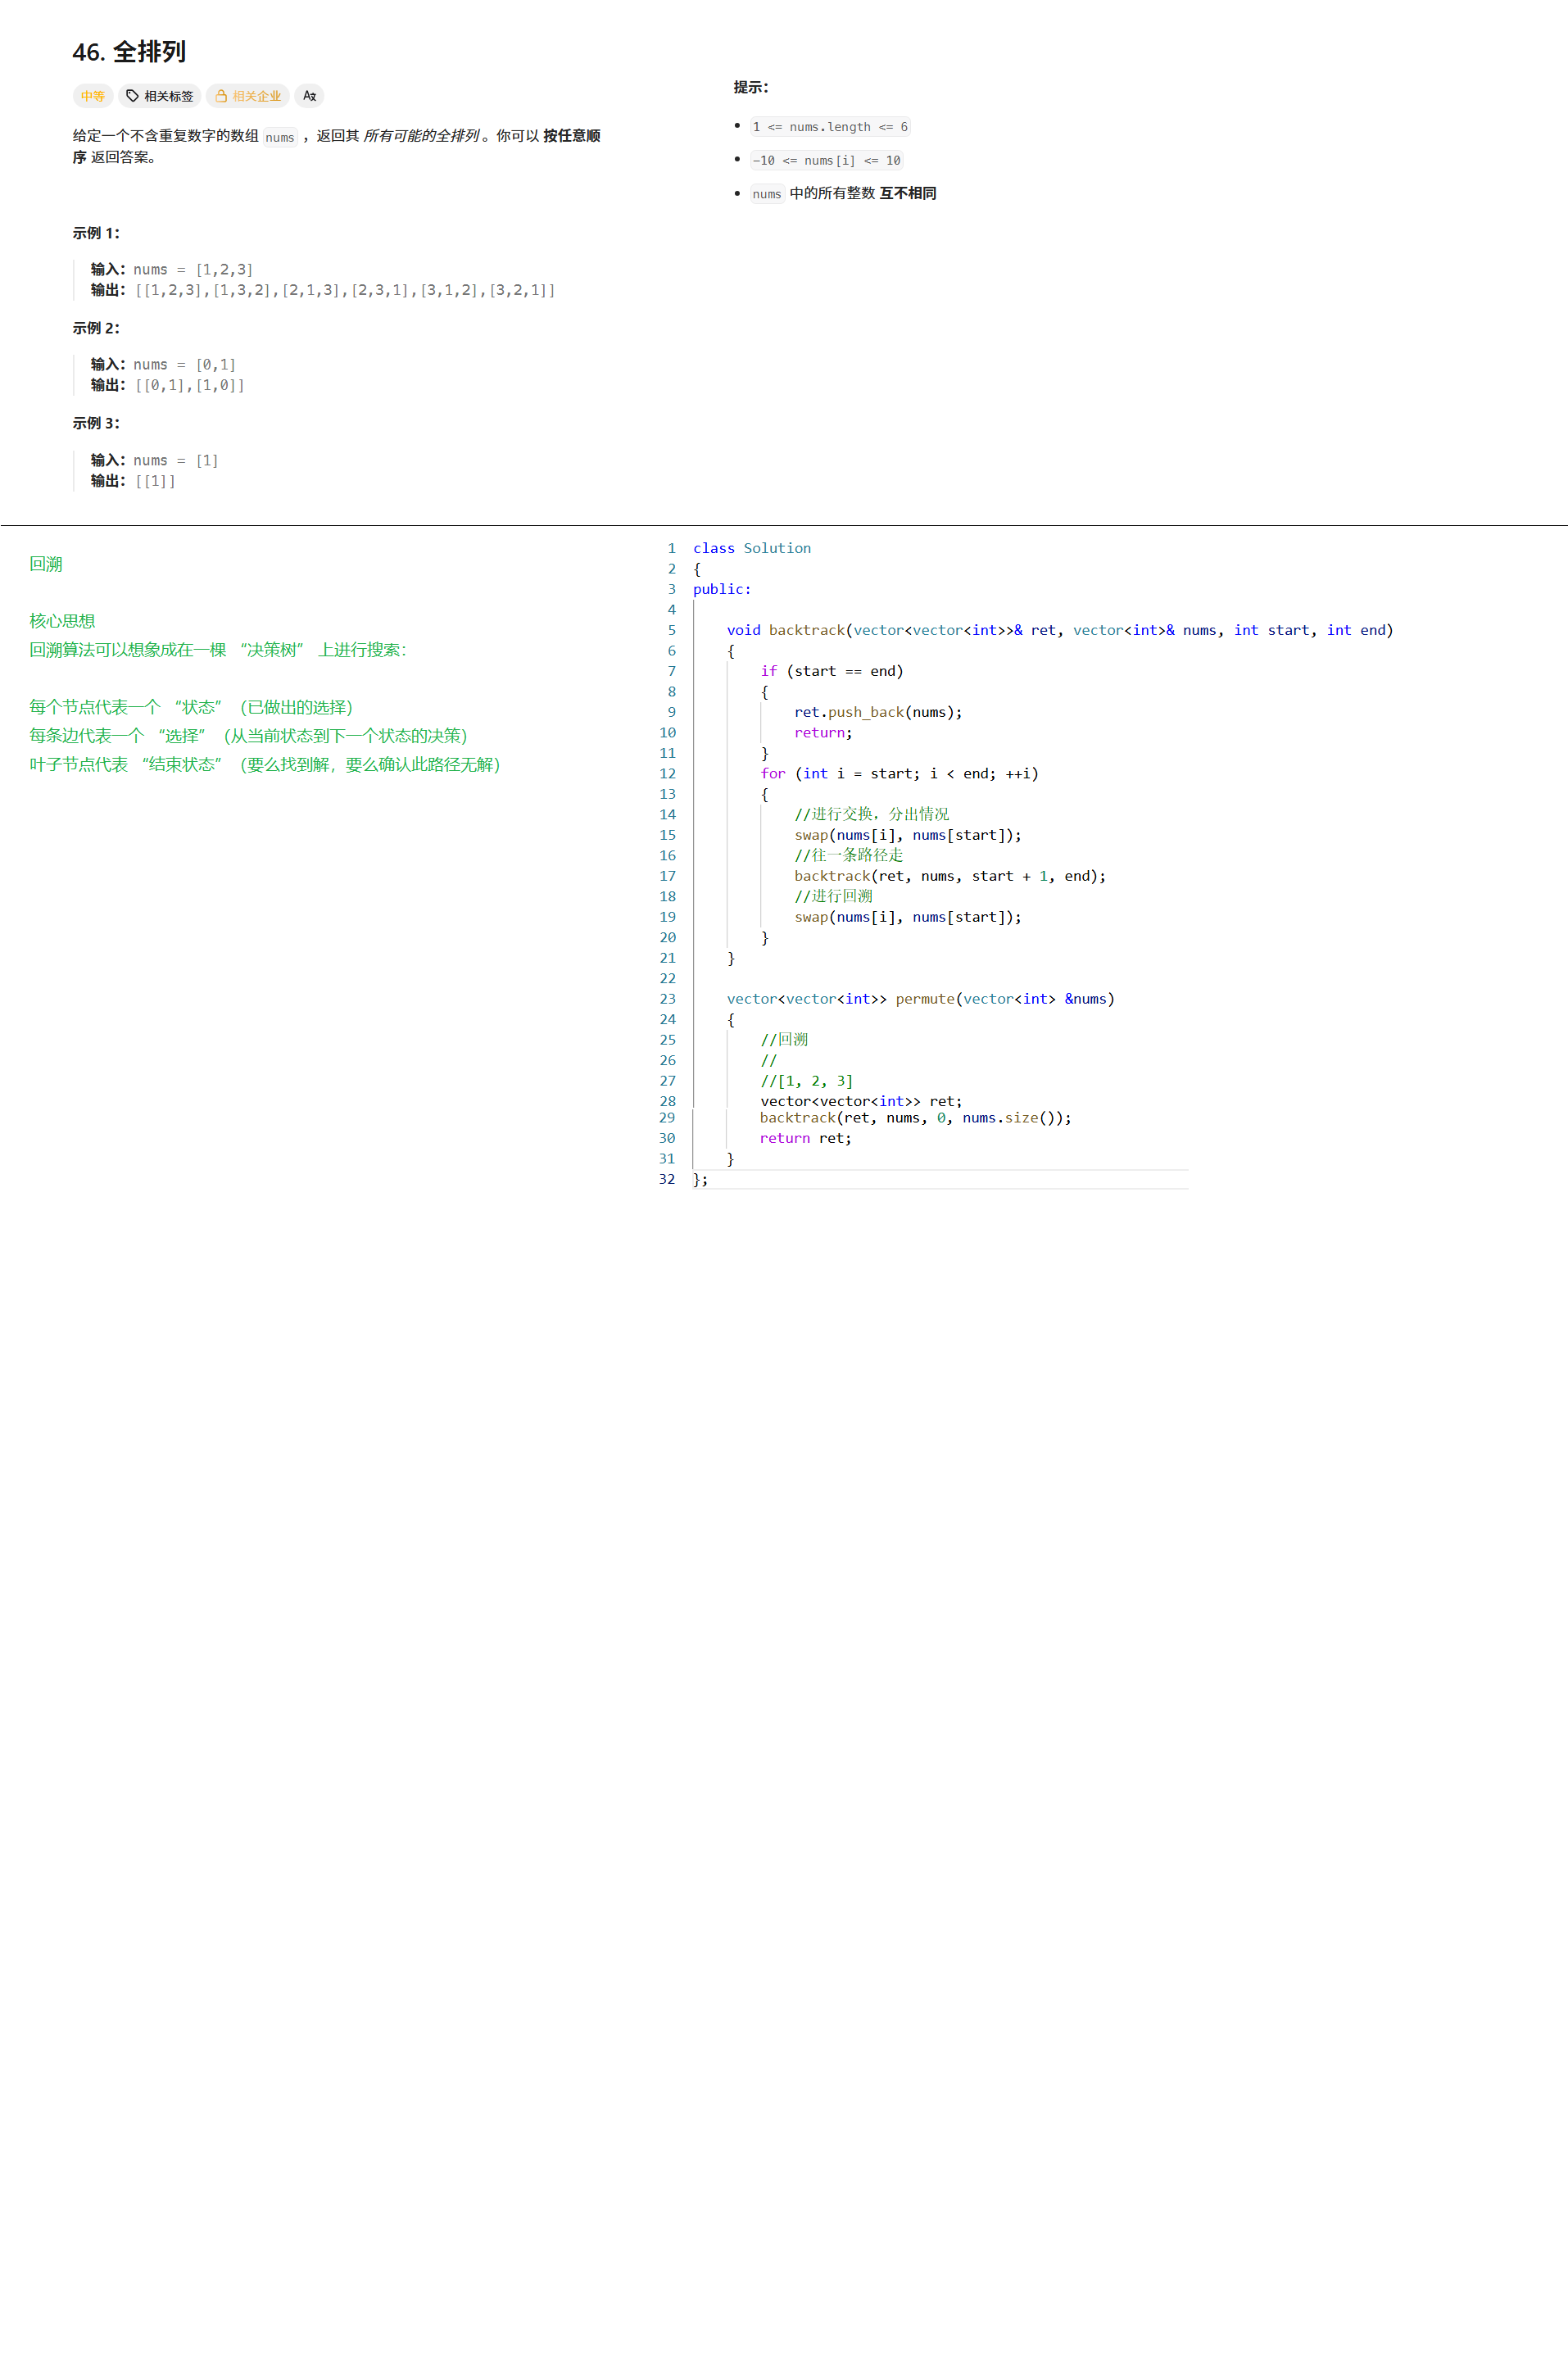 46. 全排列
中等 相关标签 相关企业
给定一个不含重复数字的数组 nums ，返回其 所有可能的全排列 。你可以 按任意顺
序 返回答案。
示例 1：
输入：nums = [1,2,3]
输出：[[1,2,3],[1,3,2],[2,1,3],[2,3,1],[3,1,2],[3,2,1]]
示例 2：
输入：nums = [0,1]
输出：[[0,1],[1,0]]
示例 3：
输入：nums = [1]
输出：[[1]]
提示：
1 <= nums.length <= 6
-10 <= nums[i] <= 10
nums 中的所有整数 互不相同
回溯
核心思想
回溯算法可以想象成在一棵 “决策树” 上进行搜索：
每个节点代表一个 “状态”（已做出的选择）
每条边代表一个 “选择”（从当前状态到下一个状态的决策）
叶子节点代表 “结束状态”（要么找到解，要么确认此路径无解）
1 class Solution
2 {
3 public:
4
5 void backtrack(vector<vector<int>>& ret, vector<int>& nums, int start, int end)
6 {
7 if (start == end)
8 {
9 ret.push_back(nums);
10 return;
11 }
12 for (int i = start; i < end; ++i)
13 {
14 //进行交换，分出情况
15 swap(nums[i], nums[start]);
16 //往一条路径走
17 backtrack(ret, nums, start + 1, end);
18 //进行回溯
19 swap(nums[i], nums[start]);
20 }
21 }
22
23 vector<vector<int>> permute(vector<int> &nums)
24 {
25 //回溯
26 //
27 //[1, 2, 3]
28 vector<vector<int>> ret;
29 backtrack(ret, nums, 0, nums.size());
30 return ret;
31 }
32 };